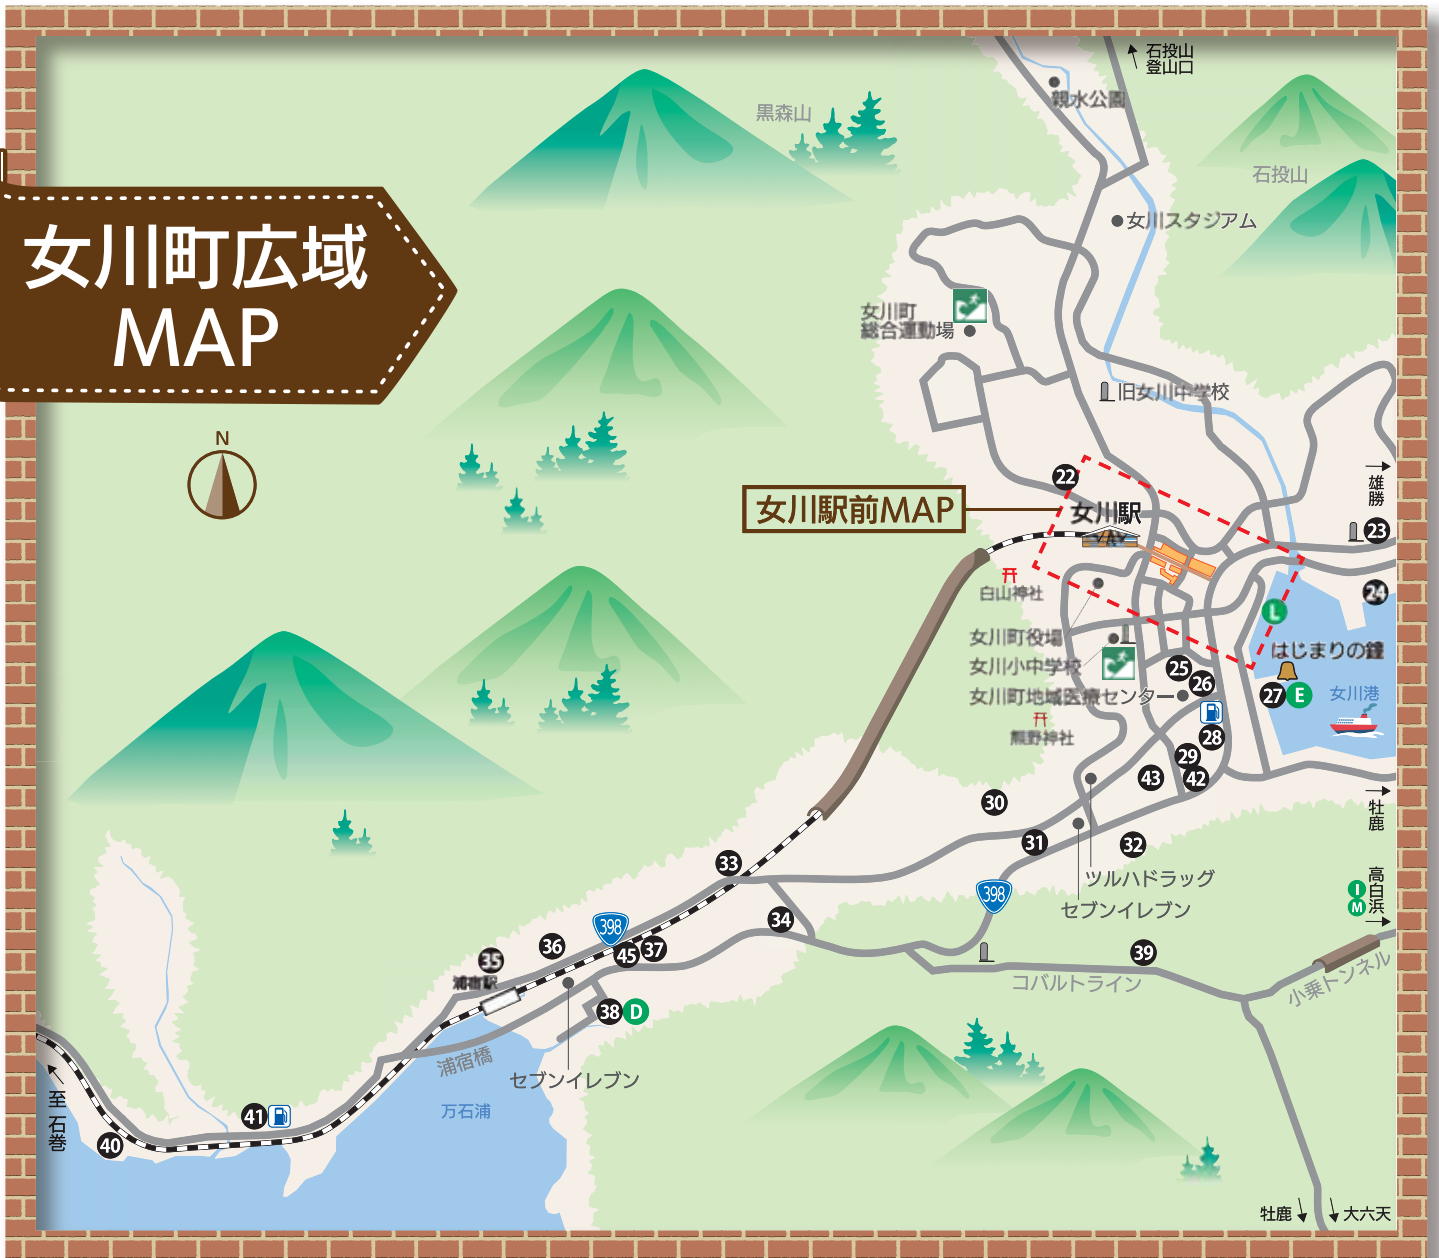 石投山
登山口
親水公園
黒森山
石投山
女川スタジアム
女川町広域
MAP
女川町
総合運動場
旧女川中学校
N
22
雄勝
女川駅前MAP
女川駅
23
白山神社
24
L
女川町役場
はじまりの鐘
女川小中学校
25
26
女川町地域医療センター
27
E
女川港
熊野神社
28
29
43
42
30
牡鹿
31
32
33
ツルハドラッグ
高白浜
I
M
398
セブンイレブン
34
398
36
45
37
39
35
浦宿駅
コバルトライン
小乗トンネル
38
D
浦宿橋
セブンイレブン
至 石巻
41
万石浦
40
牡鹿
大六天